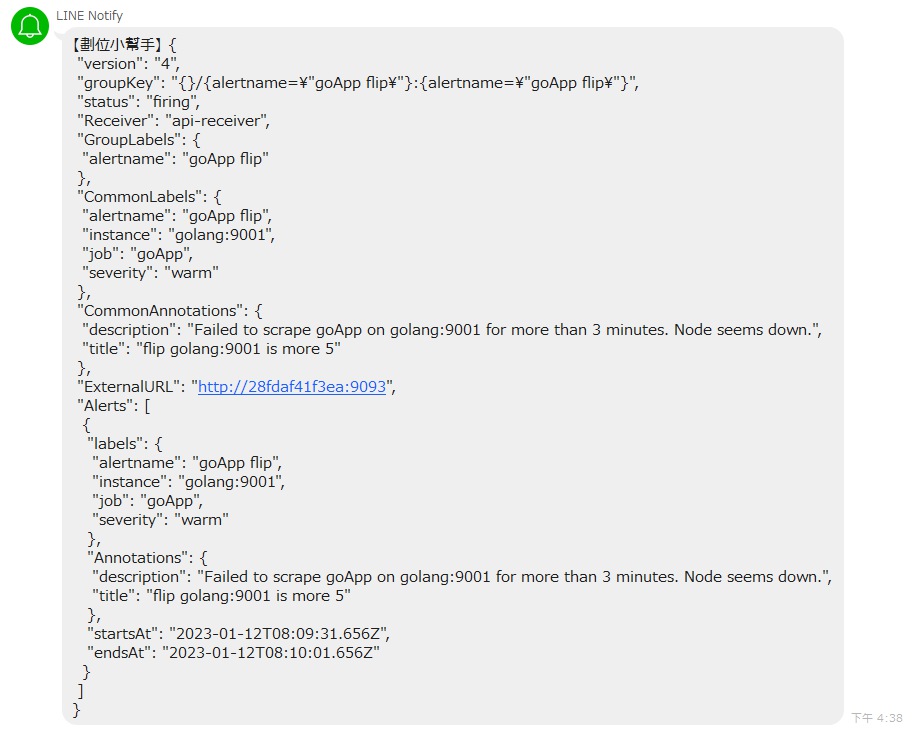 LINE Notify
【劃位小幫手】 {
"version": "4",
"groupKey": "{}/{alertname=¥"goApp flip¥"}:{alertname=¥"goApp flip¥"}",
"status": "firing",
"Receiver": "api-receiver",
"GroupLabels": {
"alertname": "goApp flip"
},
"CommonLabels": {
"alertname": "goApp flip",
"instance": "golang:9001",
"job": "goApp",
"severity": "warm"
},
"CommonAnnotations": {
"description": "Failed to scrape goApp on golang:9001 for more than 3 minutes. Node seems down.",
"title": "flip golang:9001 is more 5"
},
"ExternalURL": "http://28fdaf41f3ea:9093",
"Alerts": [
{
"labels": {
"alertname": "goApp flip",
"instance": "golang:9001",
"job": "goApp",
"severity": "warm"
},
"Annotations": {
"description": "Failed to scrape goApp on golang:9001 for more than 3 minutes. Node seems down.",
"title": "flip golang:9001 is more 5"
},
"startsAt": "2023-01-12T08:09:31.656Z",
"endsAt": "2023-01-12T08:10:01.656Z"
}
]
}
下午 4:38